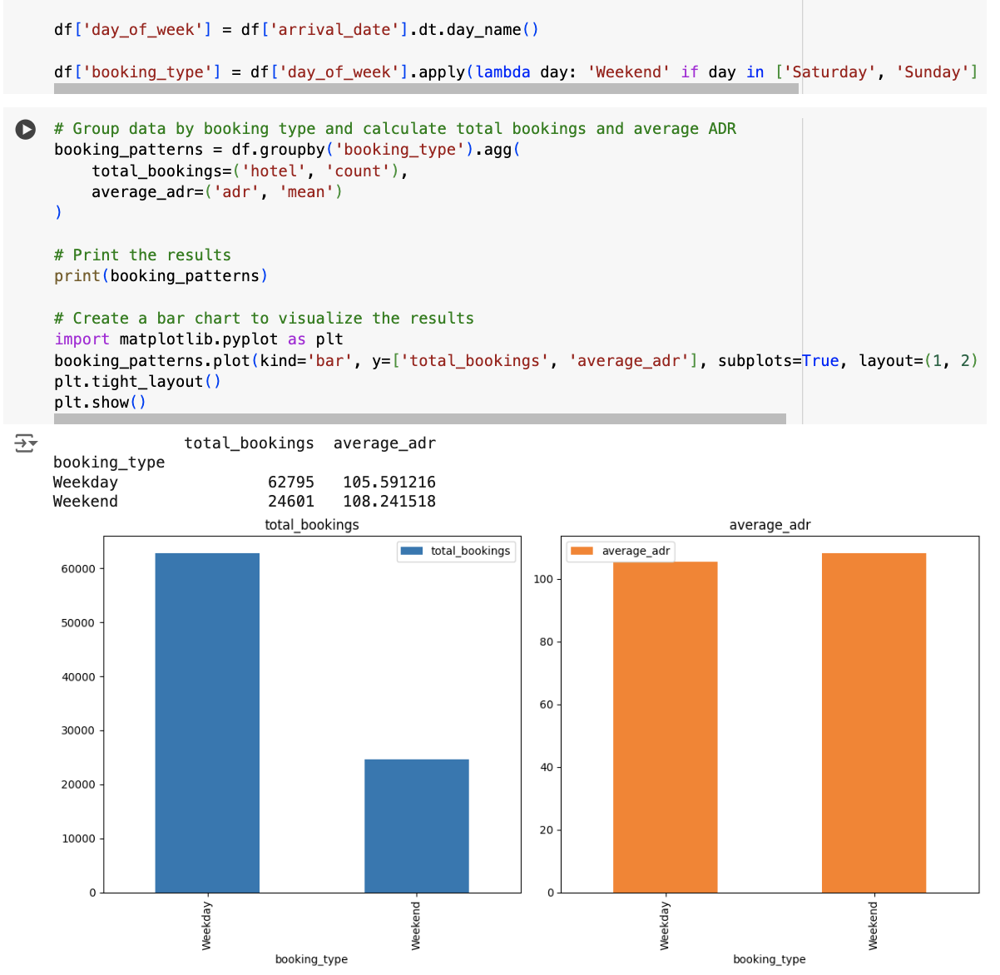 df['day_of_week'] = df['arrival_date'].dt.day_name()
df['booking_type'] = df['day_of_week'].apply(lambda day: 'Weekend' if day in ['Saturday', 'Sunday']
# Group data by booking type and calculate total bookings and average ADR
booking_patterns = df.groupby('booking_type').agg(
    total_bookings=('hotel', 'count'),
    average_adr=('adr', 'mean')
)
# Print the results
print(booking_patterns)
# Create a bar chart to visualize the results
import matplotlib.pyplot as plt
booking_patterns.plot(kind='bar', y=['total_bookings', 'average_adr'], subplots=True, layout=(1, 2)
plt.tight_layout()
plt.show()
total_bookings average_adr
booking_type
Weekday 62795 105.591216
Weekend 24601 108.241518
total_bookings
total_bookings
60000
50000
40000
30000
20000
10000
0
Weekday
Weekend
booking_type
average_adr
average_adr
100
80
60
40
20
0
Weekday
Weekend
booking_type